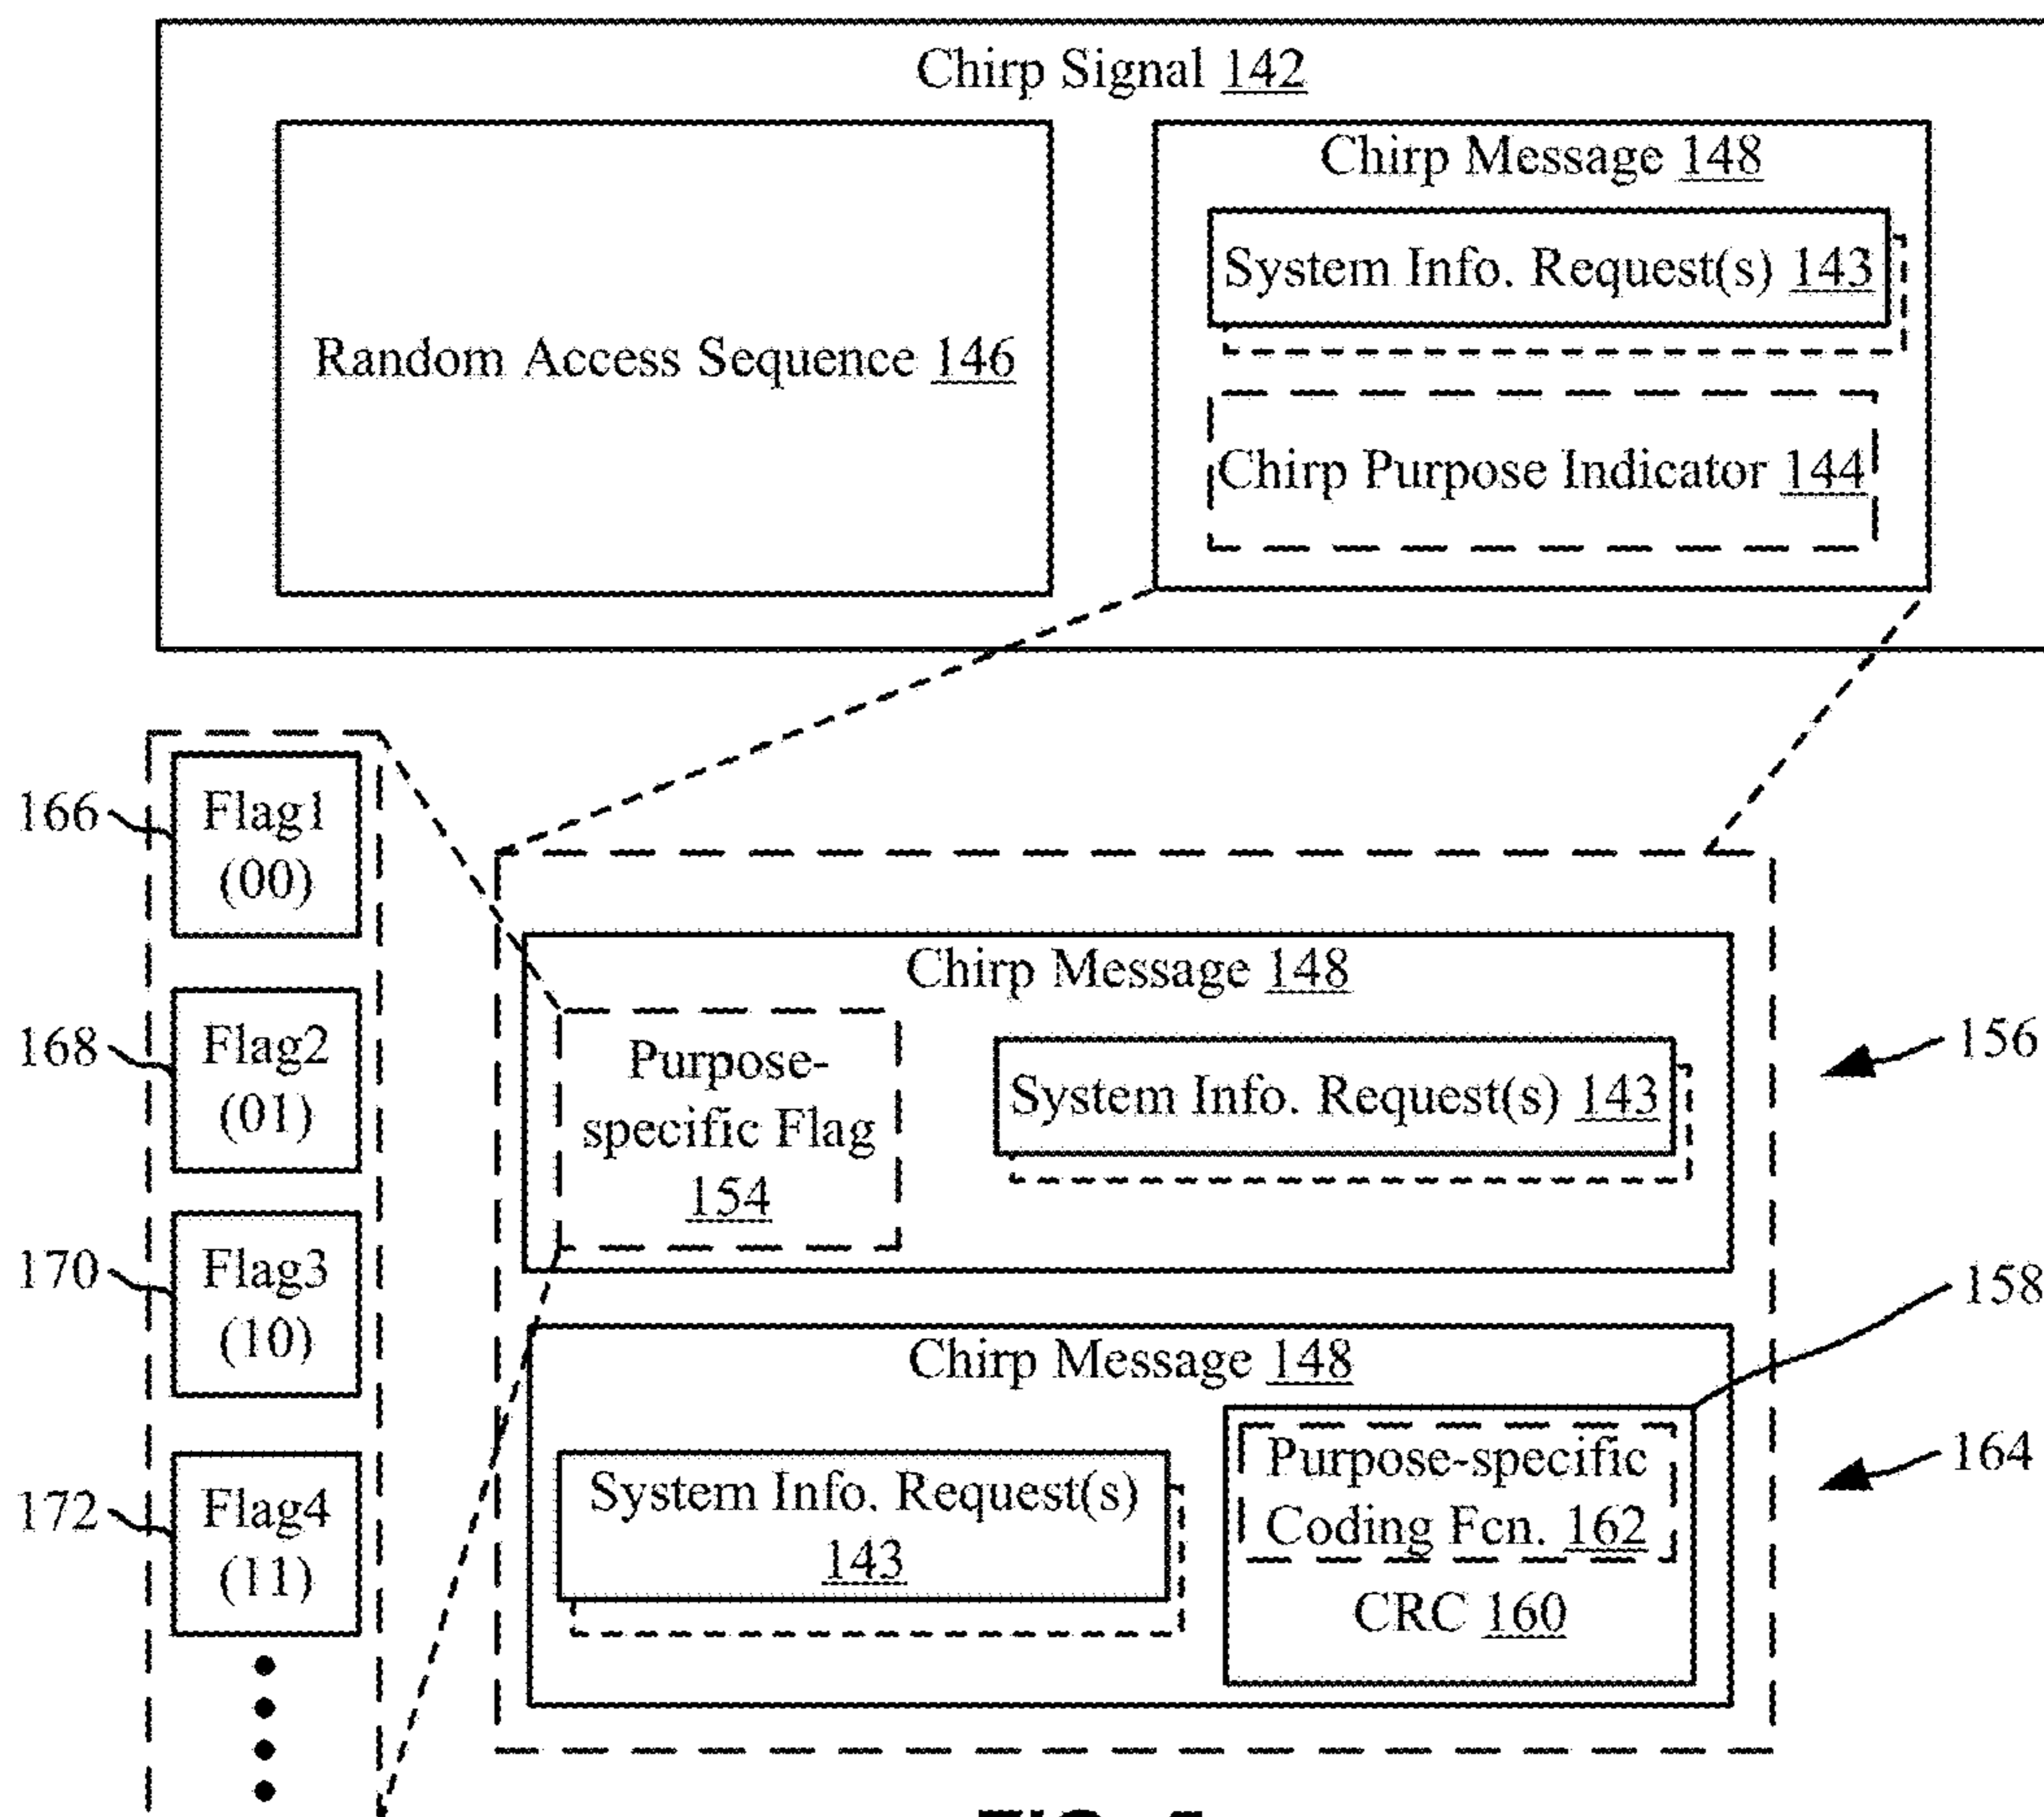 Chirp Signal 142
Random Access Sequence 146
Chirp Message 148
System Info. Request(s) 143
Chirp Purpose Indicator 144
166
Flag1
(00)
168
Flag2
(01)
170
Flag3
(10)
172
Flag4
(11)
Chirp Message 148
Purpose-
specific Flag
154
System Info. Request(s) 143
156
158
Chirp Message 148
System Info. Request(s)
143
Purpose-specific
Coding Fcn. 162
CRC 160
164